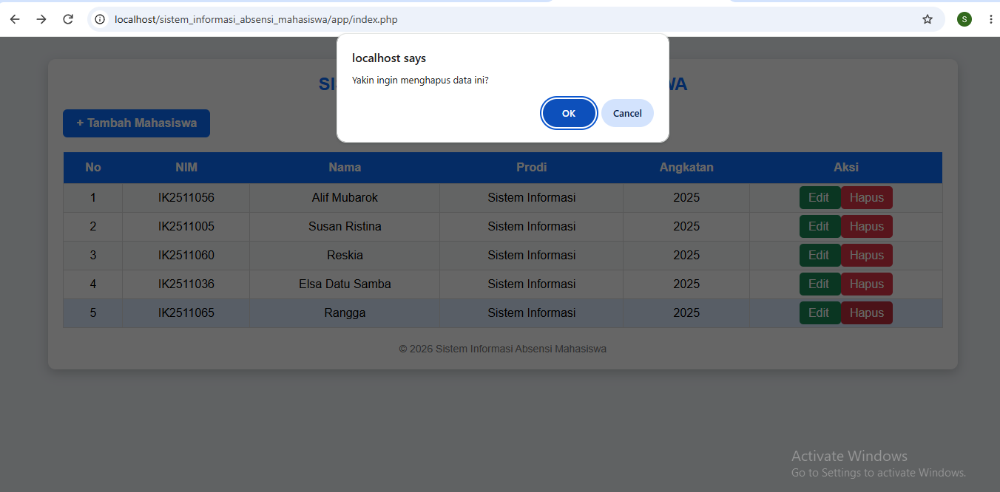 localhost/sistem_informasi_absensi_mahasiswa/app/index.php
S
localhost says
Yakin ingin menghapus data ini?
OK Cancel
+ Tambah Mahasiswa
No NIM Nama Prodi Angkatan Aksi
1 IK2511056 Alif Mubarok Sistem Informasi 2025 Edit Hapus
2 IK2511005 Susan Ristina Sistem Informasi 2025 Edit Hapus
3 IK2511060 Reskia Sistem Informasi 2025 Edit Hapus
4 IK2511036 Elsa Datu Samba Sistem Informasi 2025 Edit Hapus
5 IK2511065 Rangga Sistem Informasi 2025 Edit Hapus
© 2026 Sistem Informasi Absensi Mahasiswa
Activate Windows
Go to Settings to activate Windows.